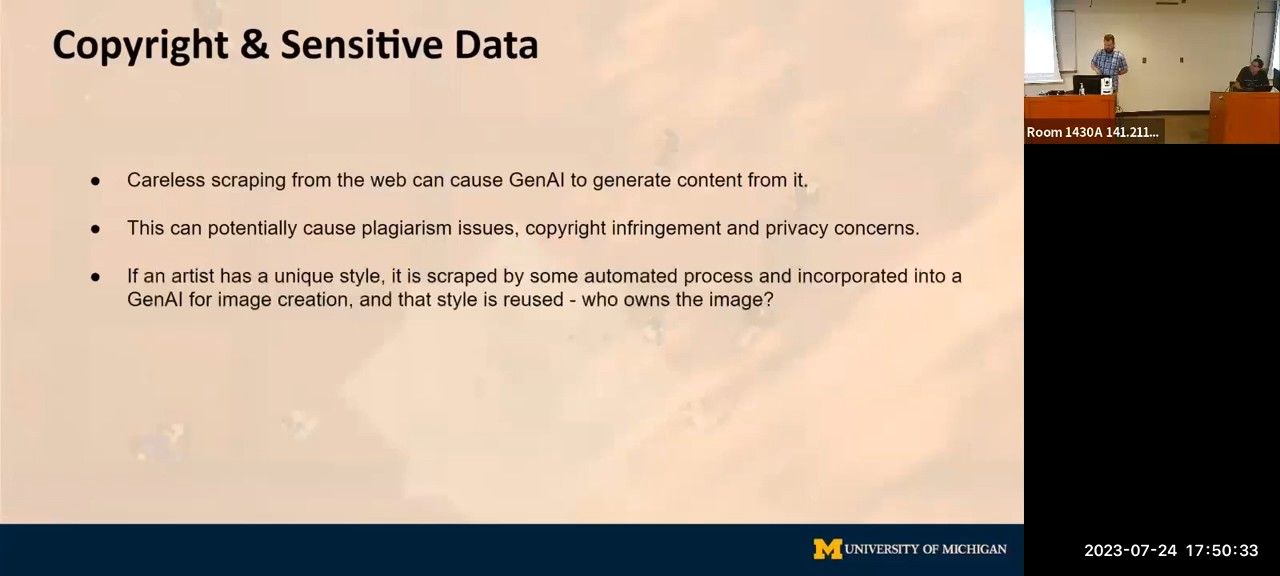 Copyright & Sensitive Data
● Careless scraping from the web can cause GenAI to generate content from it.
● This can potentially cause plagiarism issues, copyright infringement and privacy concerns.
● If an artist has a unique style, it is scraped by some automated process and incorporated into a
GenAI for image creation, and that style is reused - who owns the image?
M UNIVERSITY OF MICHIGAN
Room 1430A 141.211...
2023-07-24 17:50:33